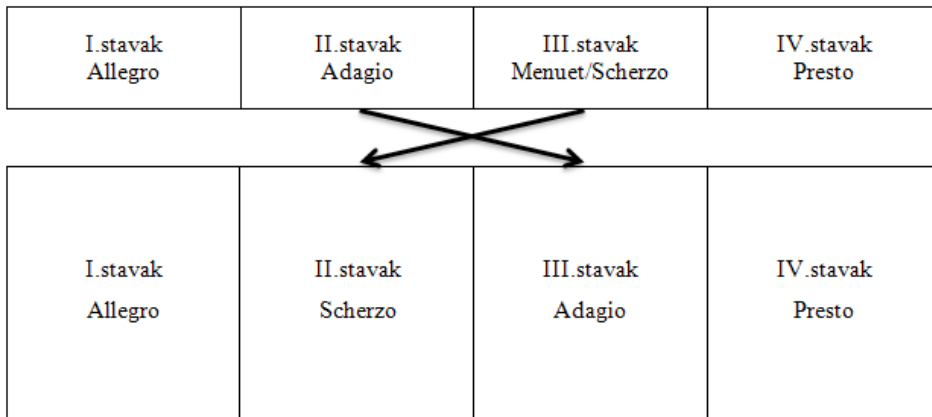 I.stavak
Allegro
II.stavak
Adagio
III.stavak
Menuet/Scherzo
IV.stavak
Presto
I.stavak
Allegro
II.stavak
Scherzo
III.stavak
Adagio
IV.stavak
Presto